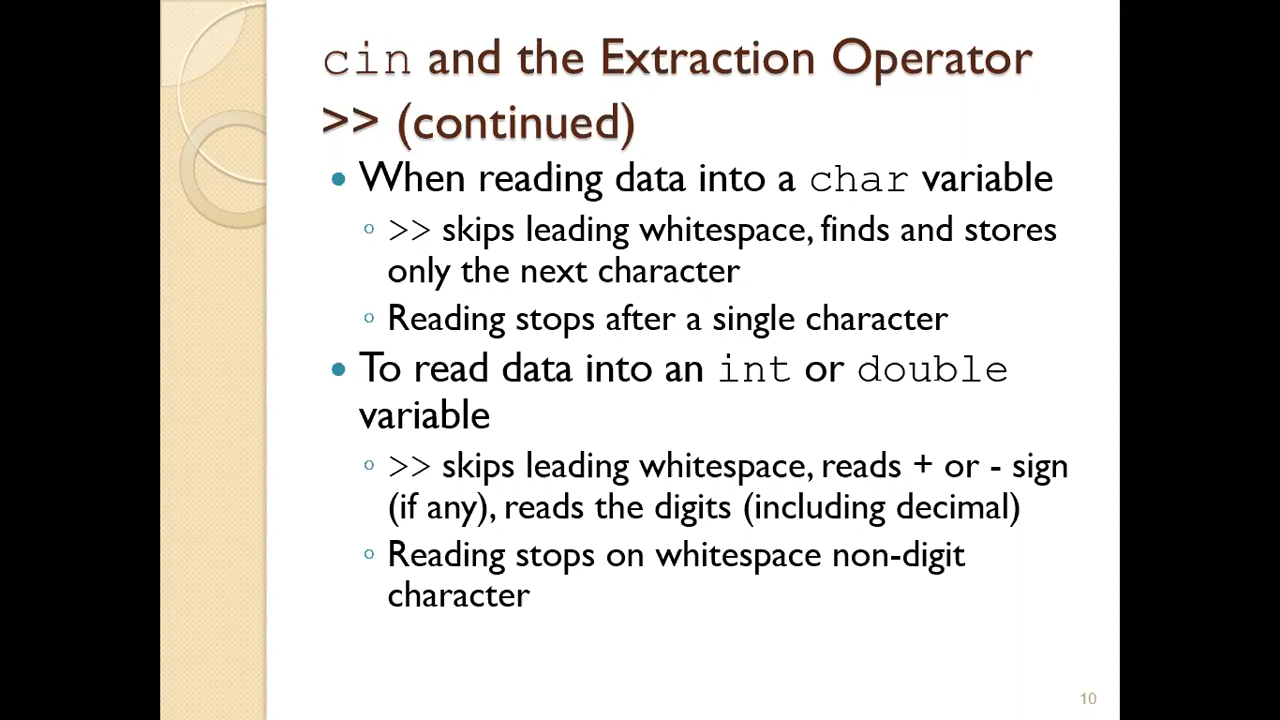 cin and the Extraction Operator
>> (continued)
• When reading data into a char variable
◦ >> skips leading whitespace, finds and stores
only the next character
◦ Reading stops after a single character
• To read data into an int or double
variable
◦ >> skips leading whitespace, reads + or - sign
(if any), reads the digits (including decimal)
◦ Reading stops on whitespace non-digit
character
10